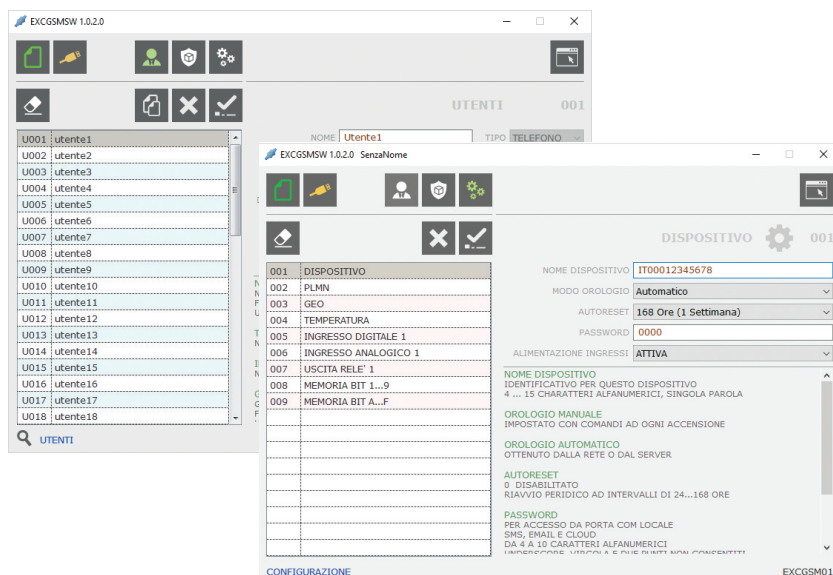 EXCGSMSW 1.0.2.0
UTENTI 001
NOME Utente1 TIPO TELEFONO
U001 utente1
U002 utente2
U003 utente3
U004 utente4
U005 utente5
U006 utente6
U007 utente7
U008 utente8
U009 utente9
U010 utente10
U011 utente11
U012 utente12
U013 utente13
U014 utente14
U015 utente15
U016 utente16
U017 utente17
U018 utente18
UTENTI
EXCGSMSW 1.0.2.0 SenzaNome
DISPOSITIVO 001
001 DISPOSITIVO
002 PLMN
003 GEO
004 TEMPERATURA
005 INGRESSO DIGITALE 1
006 INGRESSO ANALOGICO 1
007 USCITA RELE' 1
008 MEMORIA BIT 1...9
009 MEMORIA BIT A...F
NOME DISPOSITIVO IT00012345678
MODO OROLOGIO Automatico
AUTORESET 168 Ore (1 Settimana)
PASSWORD 0000
ALIMENTAZIONE INGRESSI ATTIVA
NOME DISPOSITIVO
IDENTIFICATIVO PER QUESTO DISPOSITIVO
4 ... 15 CHARATTERI ALFANUMERICI, SINGOLA PAROLA
OROLOGIO MANUALE
IMPOSTATO CON COMANDI AD OGNI ACCENSIONE
OROLOGIO AUTOMATICO
OTTENUTO DALLA RETE O DAL SERVER
AUTORESET
0 DISABILITATO
RIAVVIO PERIDICO AD INTERVALLI DI 24...168 ORE
PASSWORD
PER ACCESSO DA PORTA COM LOCALE
SMS, EMAIL E CLOUD
DA 4 A 10 CARATTERI ALFANUMERICI
UNDERSCORE, VIRGOLA E DUE PUNTI NON CONSENTITI
CONFIGURAZIONE
EXCGSM01